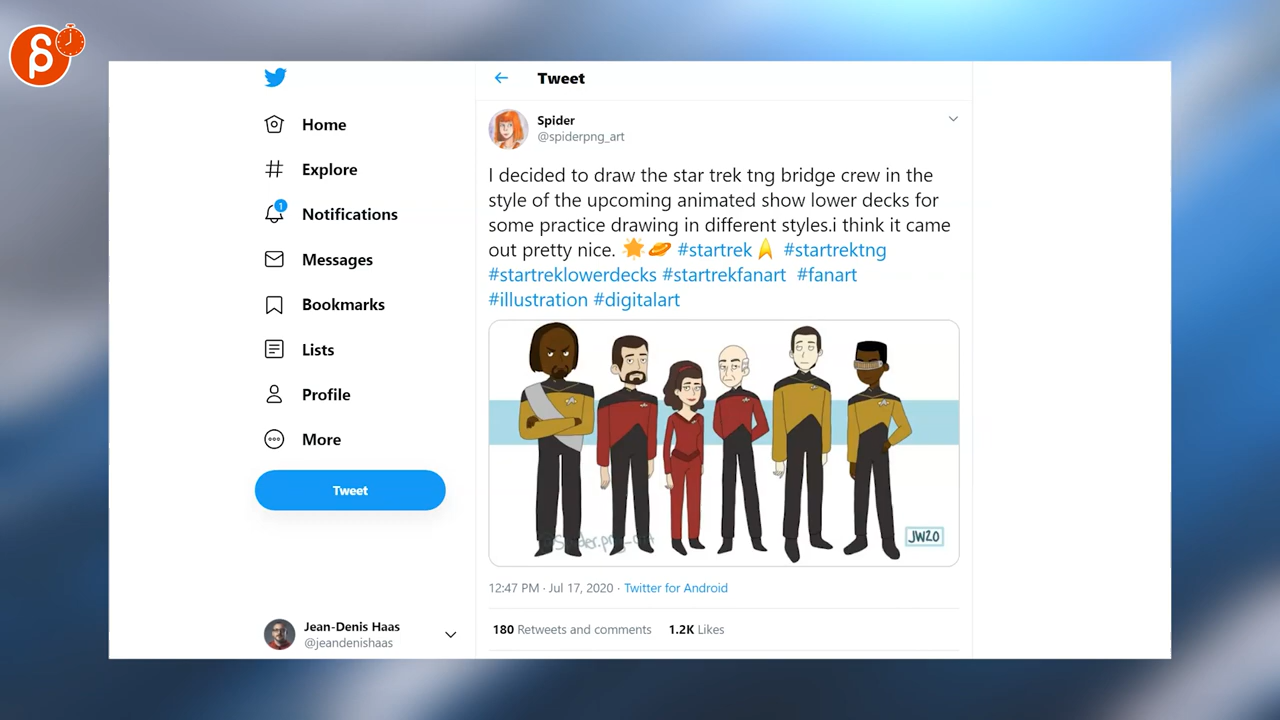 Tweet
Home
Explore
1
Notifications
Messages
Bookmarks
Lists
Profile
More
Tweet
Jean-Denis Haas
@jeandenishaas
Spider
@spiderpng_art
I decided to draw the star trek tng bridge crew in the
style of the upcoming animated show lower decks for
some practice drawing in different styles.i think it came
out pretty nice. 🌟🪐 #startrek #startrektng
#startreklowerdecks #startrekfanart #fanart
#illustration #digitalart
JW20
12:47 PM · Jul 17, 2020 · Twitter for Android
180 Retweets and comments 1.2K Likes